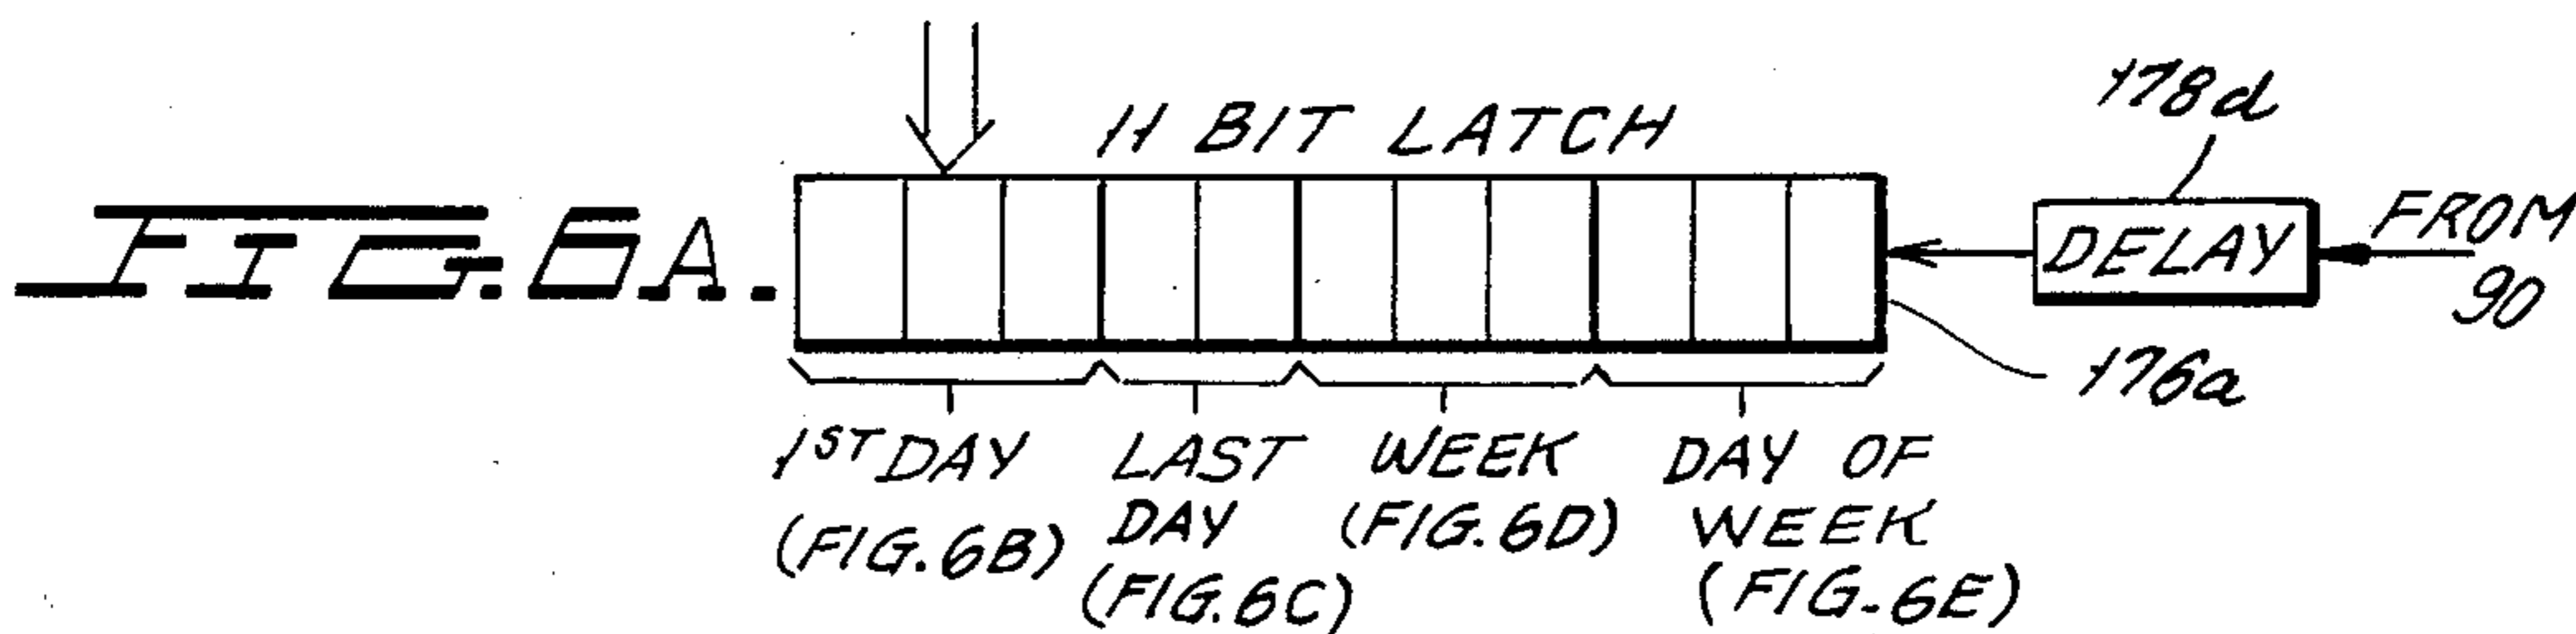 11 BIT LATCH
178d
FIG. 6A.
DELAY
FROM
90
176a
1ST DAY
(FIG. 6B)
LAST
DAY
(FIG. 6C)
WEEK
(FIG. 6D)
DAY OF
WEEK
(FIG. 6E)